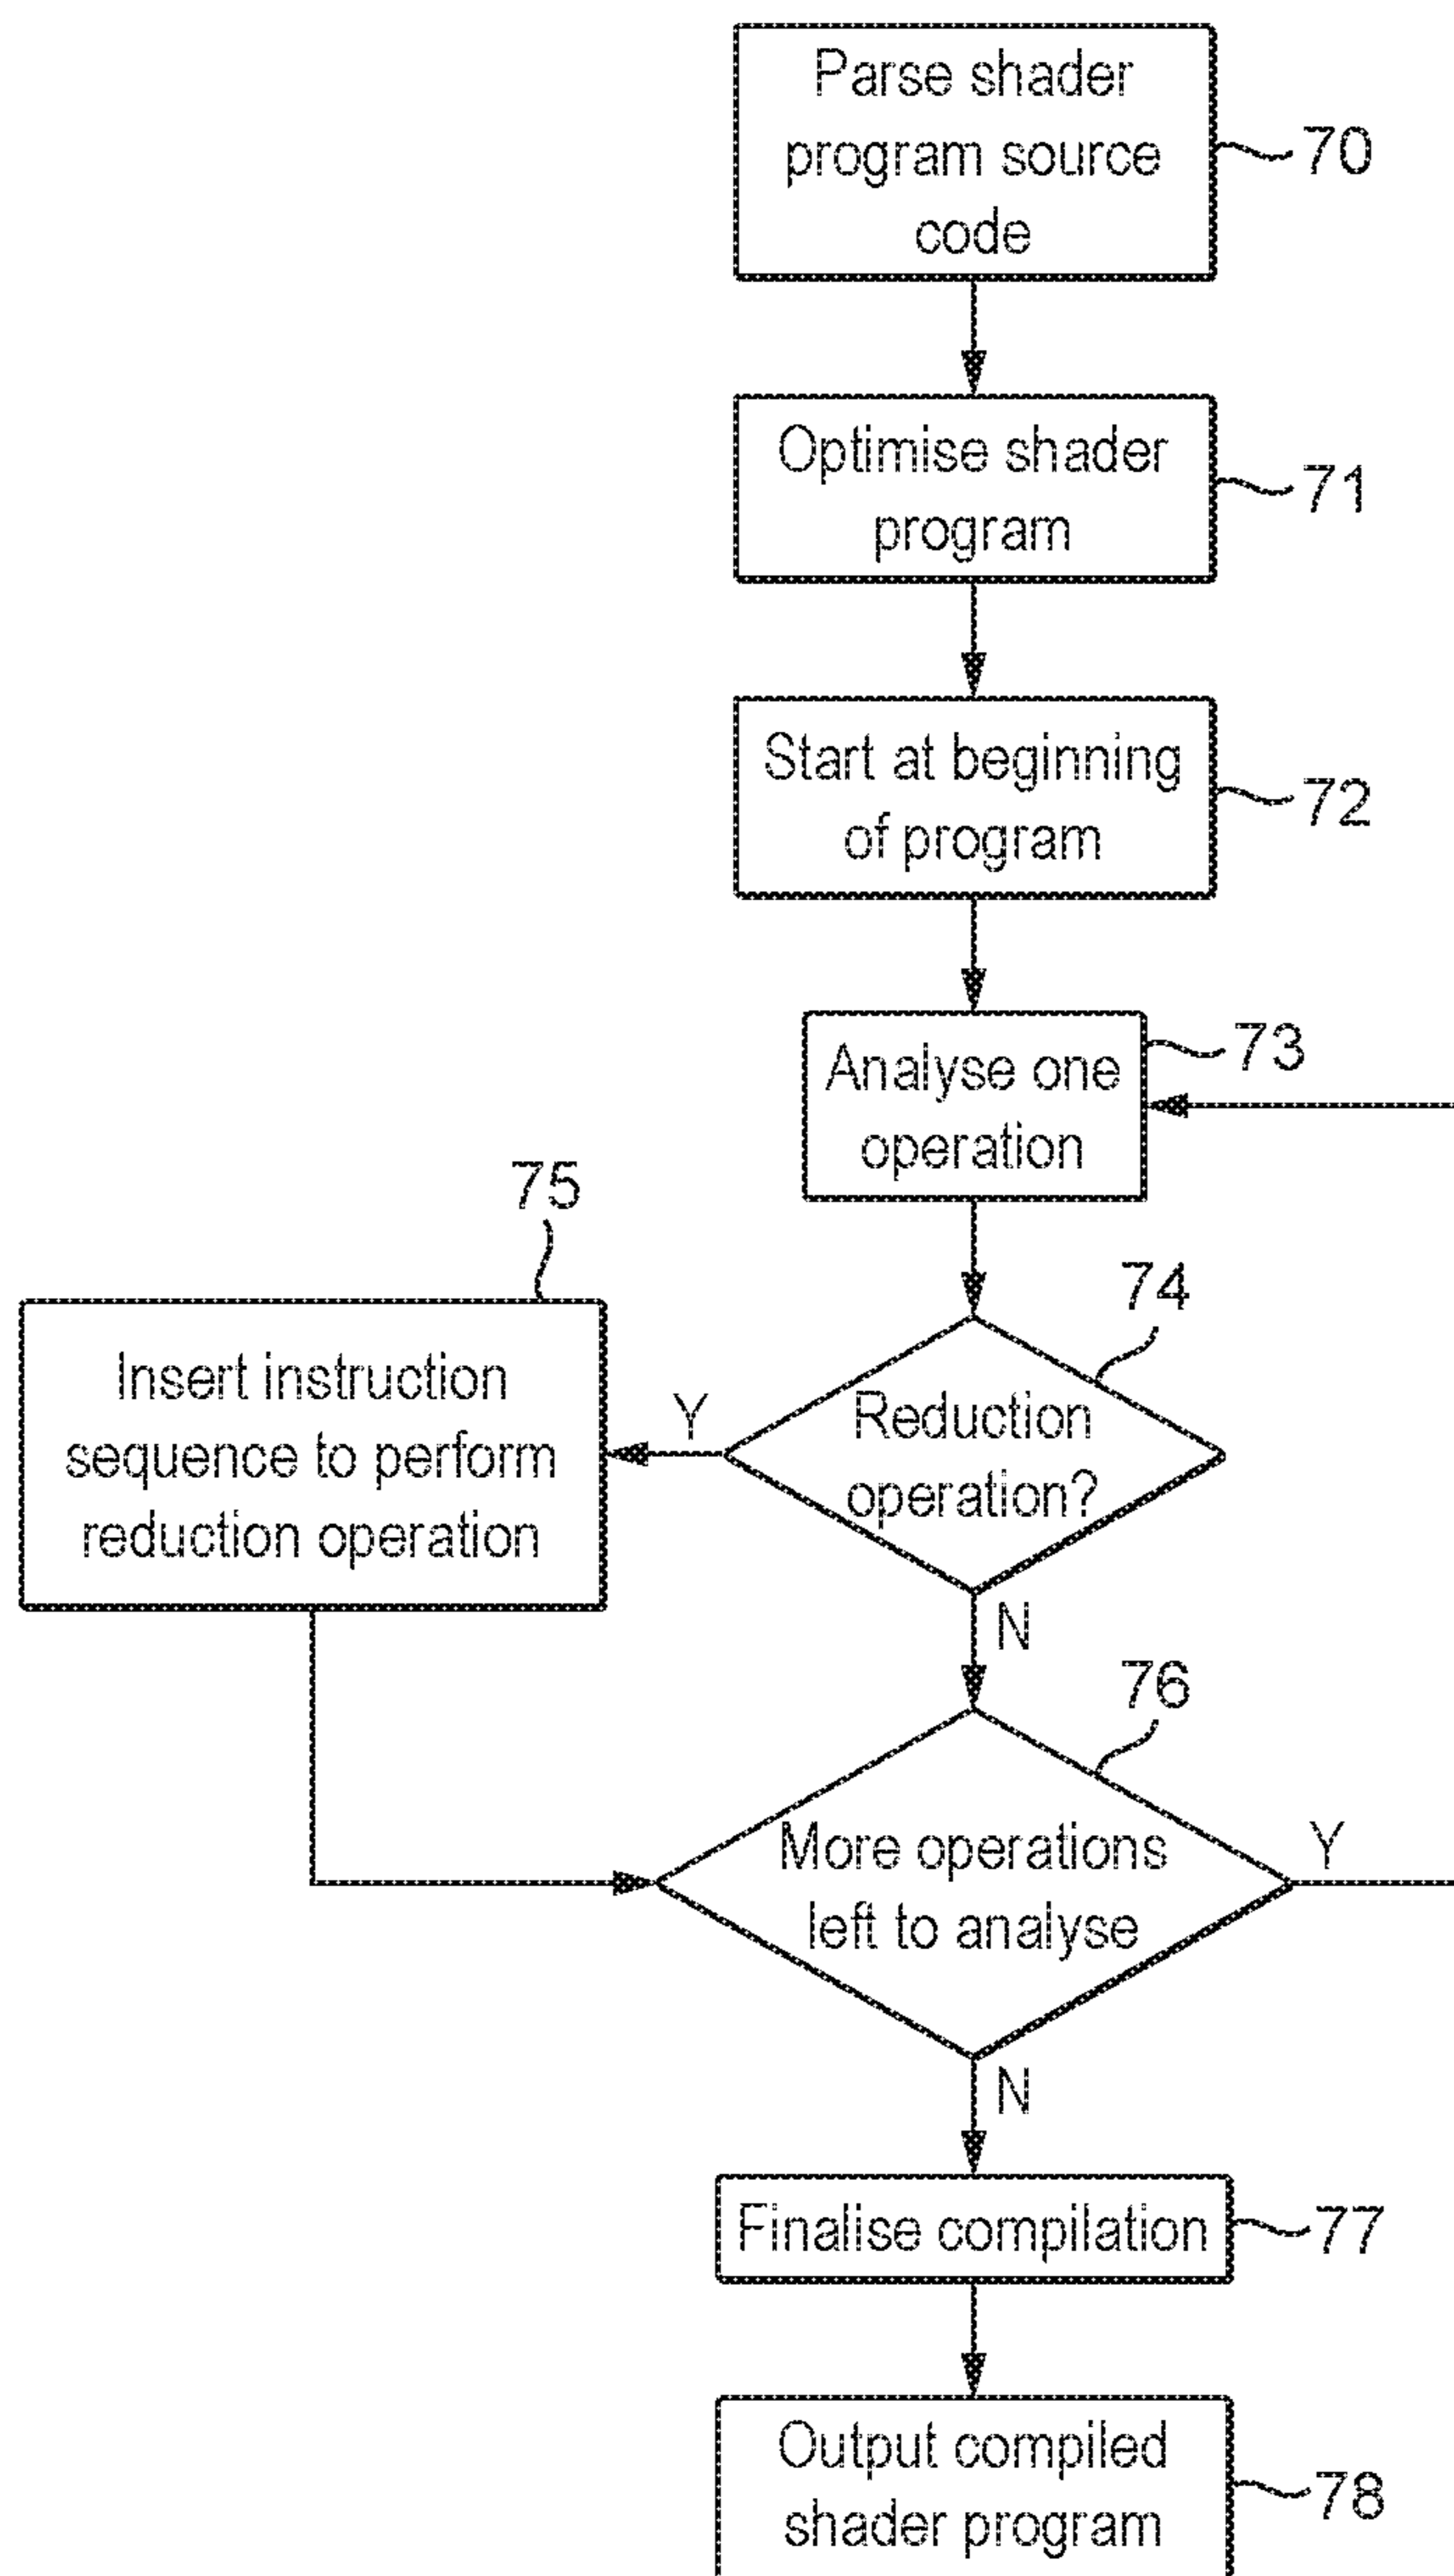 Parse shader
program source
code
70
Optimise shader
program
71
Start at beginning
of program
72
Analyse one
operation
73
75
74
Insert instruction
sequence to perform
reduction operation
Y
Reduction
operation?
N
76
More operations
left to analyse
Y
N
Finalise compilation
77
Output compiled
shader program
78